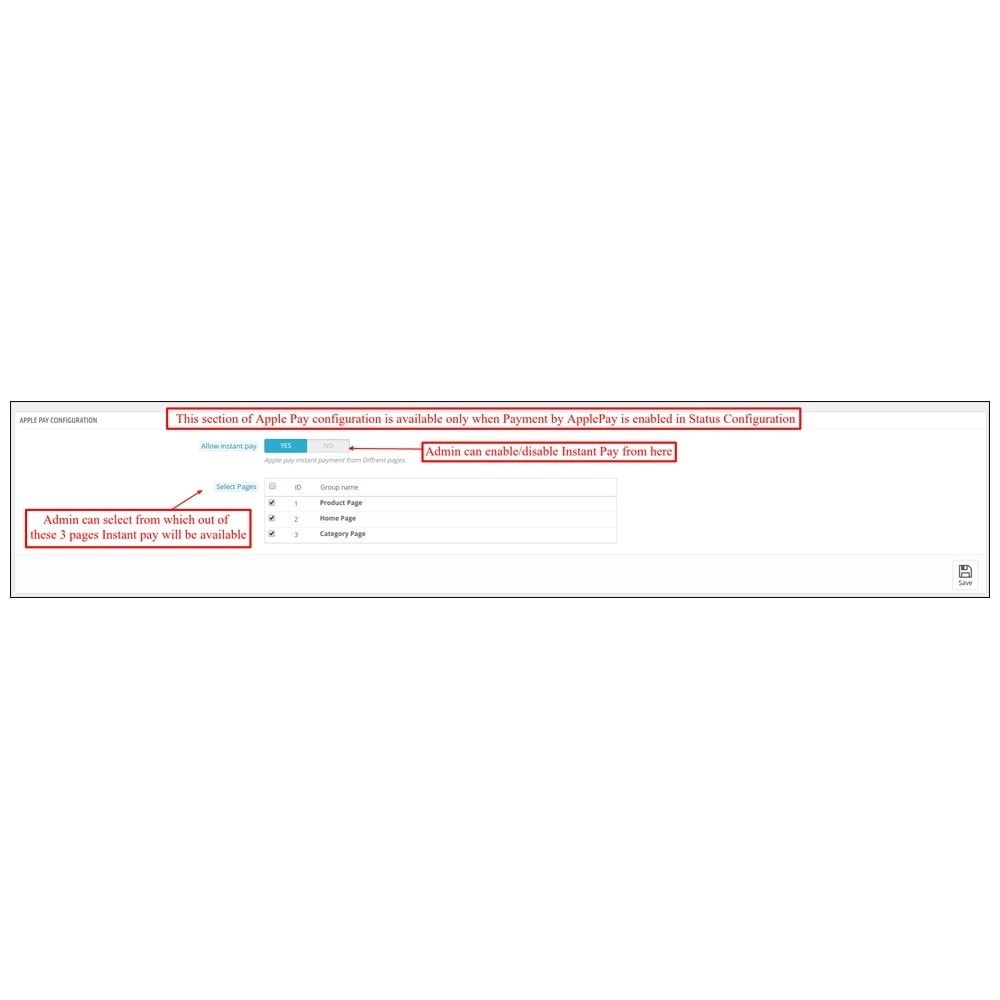 APPLE PAY CONFIGURATION
This section of Apple Pay configuration is available only when Payment by ApplePay is enabled in Status Configuration
Allow instant pay
YES
NO
Admin can enable/disable Instant Pay from here
Apple pay instant payment from Diffrent pages.
Select Pages
ID
Group name
1
Product Page
2
Home Page
3
Category Page
Admin can select from which out of
these 3 pages Instant pay will be available
Save